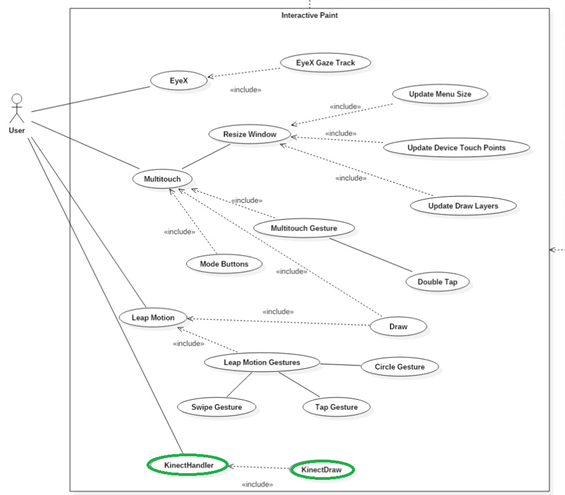 Interactive Paint
EyeX Gaze Track
EyeX
«include»
Update Menu Size
«include»
User
Resize Window
«include»
Update Device Touch Points
Multitouch
«include»
Update Draw Layers
«include»
Multitouch Gesture
«include»
Mode Buttons
«include»
Double Tap
Leap Motion
«include»
Draw
«include»
Leap Motion Gestures
Circle Gesture
Swipe Gesture
Tap Gesture
KinectHandler
KinectDraw
«include»